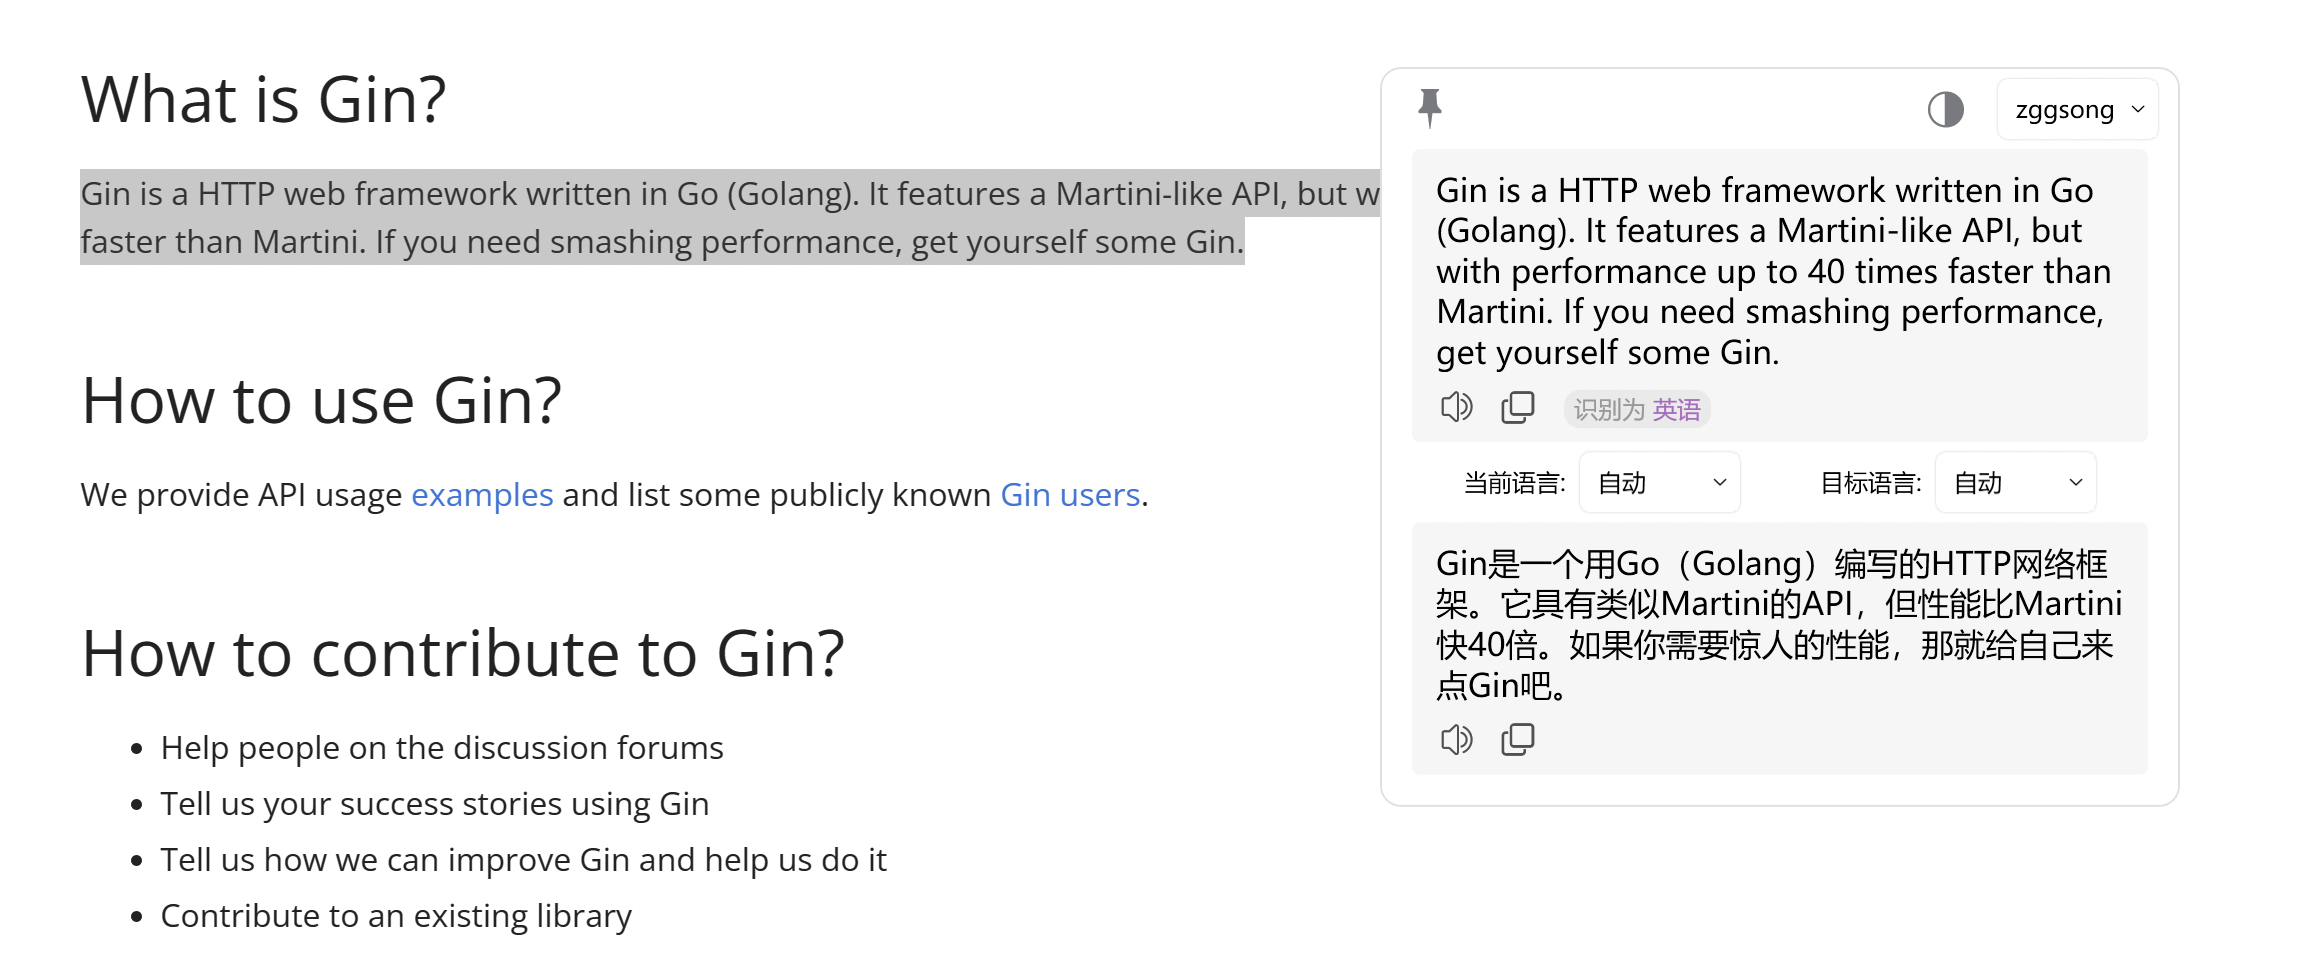 What is Gin?
Gin is a HTTP web framework written in Go (Golang). It features a Martini-like API, but w
faster than Martini. If you need smashing performance, get yourself some Gin.
How to use Gin?
We provide API usage examples and list some publicly known Gin users.
How to contribute to Gin?
Help people on the discussion forums
Tell us your success stories using Gin
Tell us how we can improve Gin and help us do it
Contribute to an existing library
zggsong
Gin is a HTTP web framework written in Go
(Golang). It features a Martini-like API, but
with performance up to 40 times faster than
Martini. If you need smashing performance,
get yourself some Gin.
识别为 英语
当前语言: 自动 目标语言: 自动
Gin是一个用Go（Golang）编写的HTTP网络框
架。它具有类似Martini的API，但性能比Martini
快40倍。如果你需要惊人的性能，那就给自己来
点Gin吧。